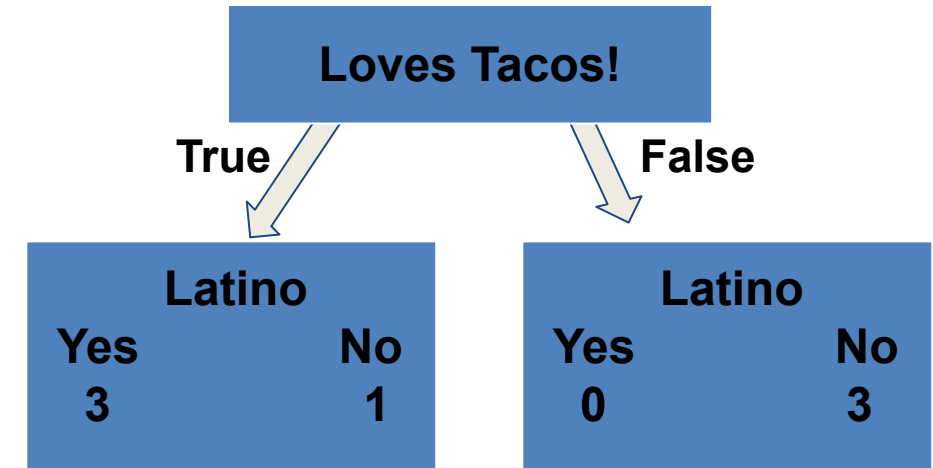 Loves Tacos!
True False
Latino
Yes No
3 1
Latino
Yes No
0 3